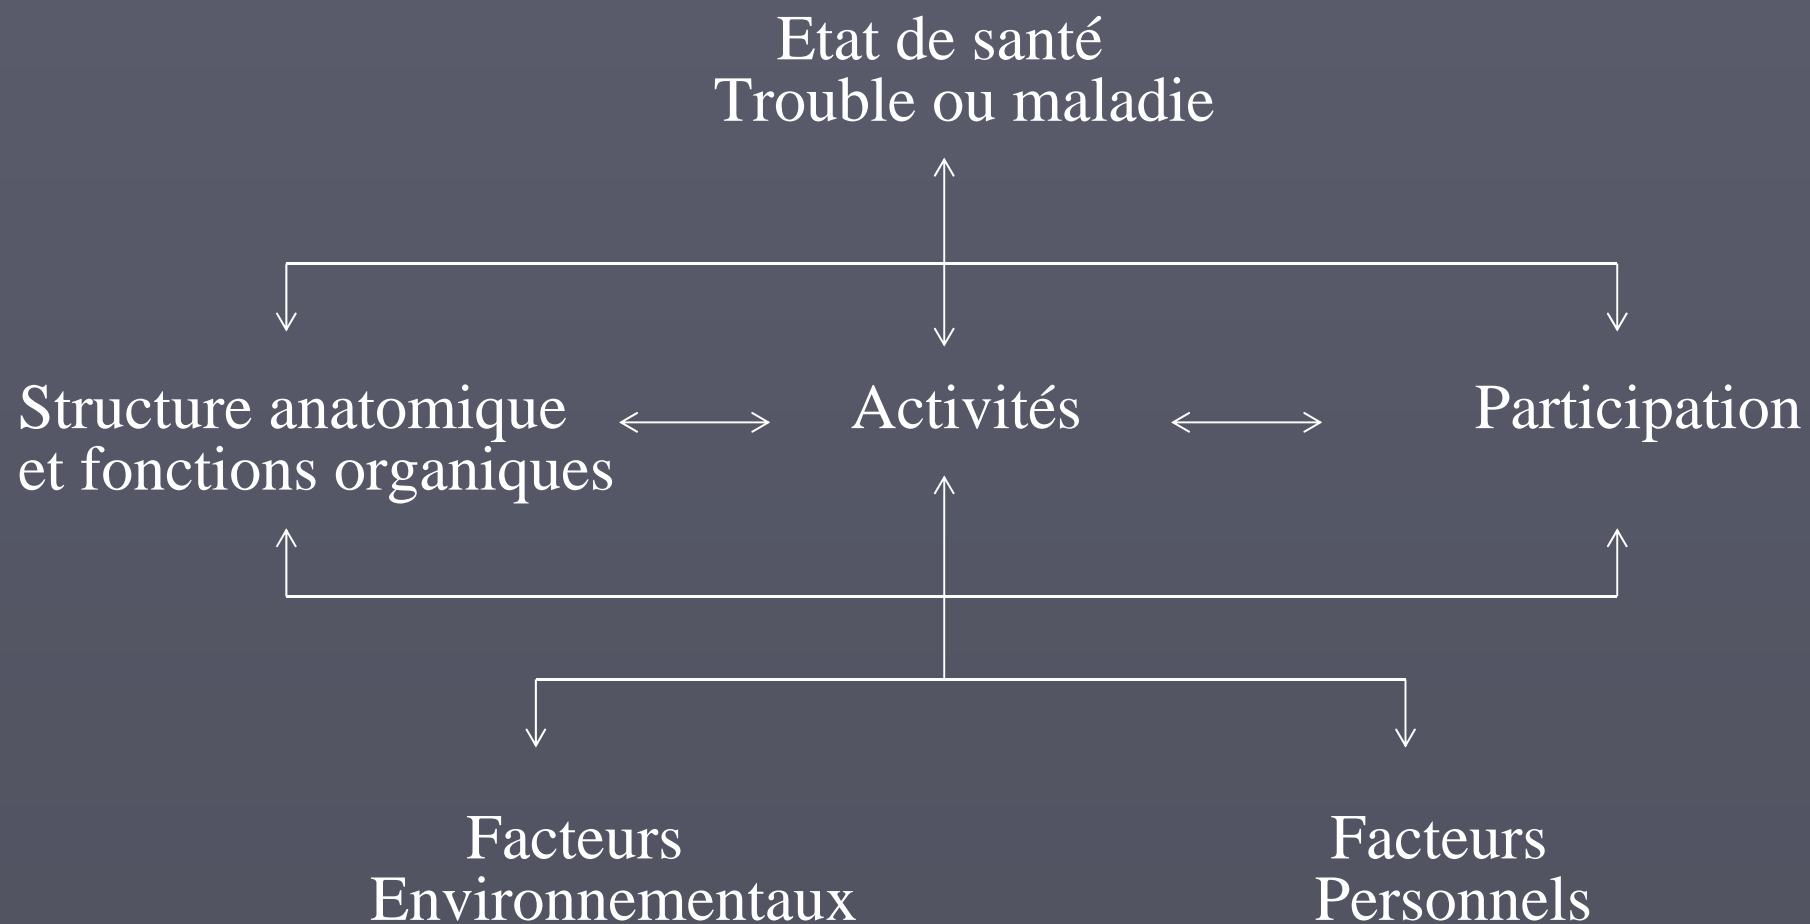 Etat de santé
Trouble ou maladie
Structure anatomique
et fonctions organiques
Activités
Participation
Facteurs
Environnementaux
Facteurs
Personnels